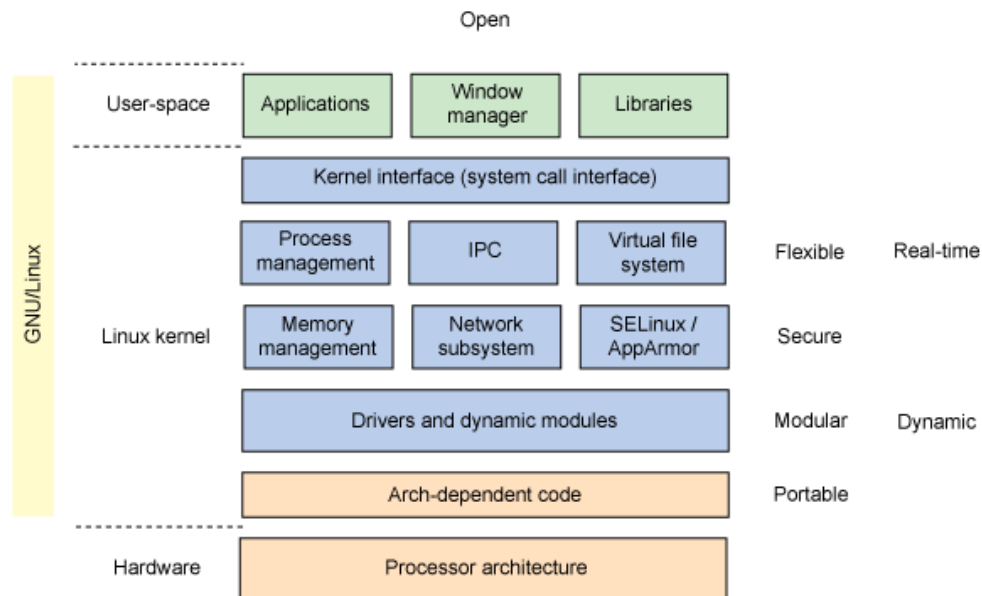 Open
User-space
Applications
Window
manager
Libraries
Kernel interface (system call interface)
GNU/Linux
Linux kernel
Process
management
IPC
Virtual file
system
Flexible
Real-time
Memory
management
Network
subsystem
SELinux /
AppArmor
Secure
Drivers and dynamic modules
Modular
Dynamic
Arch-dependent code
Portable
Hardware
Processor architecture